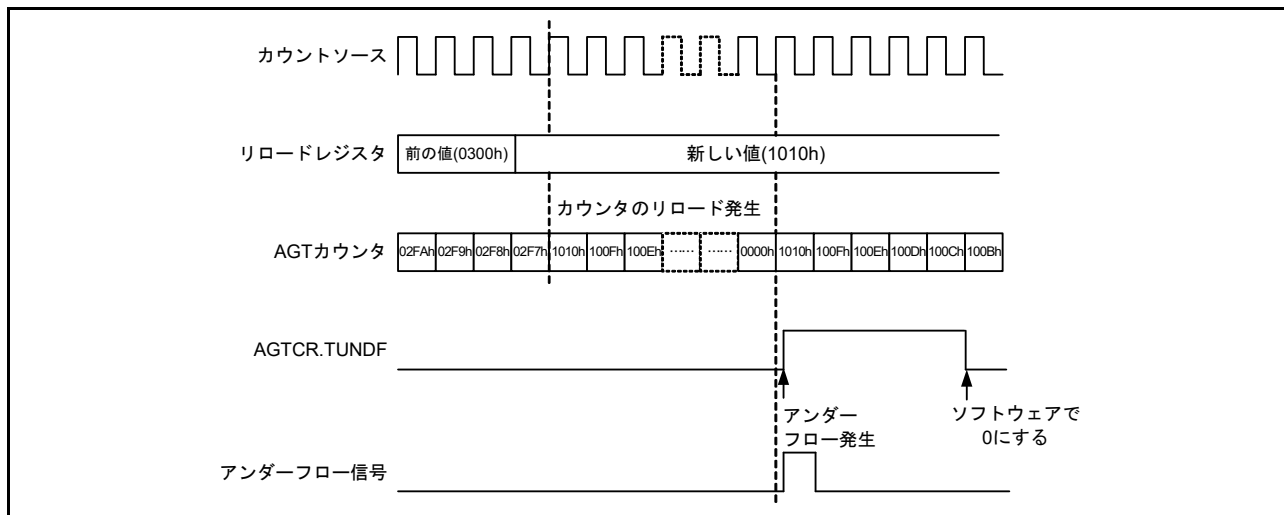 カウントソース
リロードレジスタ
前の値(0300h)
新しい値(1010h)
カウンタのリロード発生
AGTカウンタ
02FAh 02F9h 02F8h 02F7h 1010h 100Fh 100Eh ...... ...... 0000h 1010h 100Fh 100Eh 100Dh 100Ch 100Bh
AGTCR.TUNDF
アンダー
フロー発生
ソフトウェアで
0にする
アンダーフロー信号